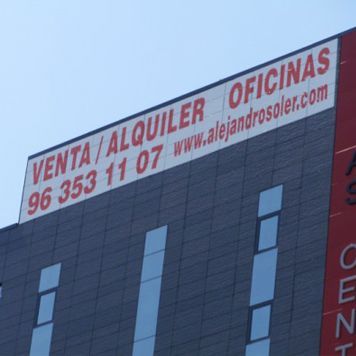 VENTA / ALQUILER OFICINAS
96 353 11 07 www.alejandrosoler.com